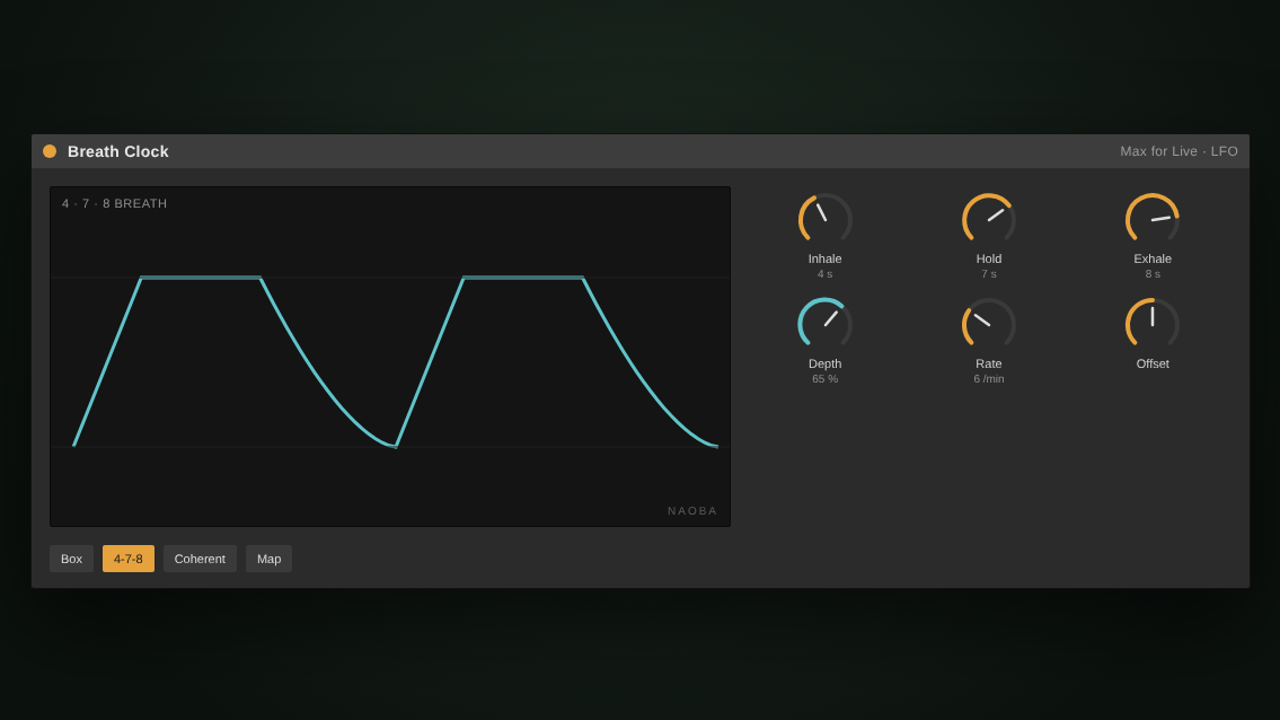 Breath Clock
Max for Live · LFO
4 · 7 · 8 BREATH
NAOBA
Inhale
4 s
Hold
7 s
Exhale
8 s
Depth
65 %
Rate
6 /min
Offset
Box
4-7-8
Coherent
Map